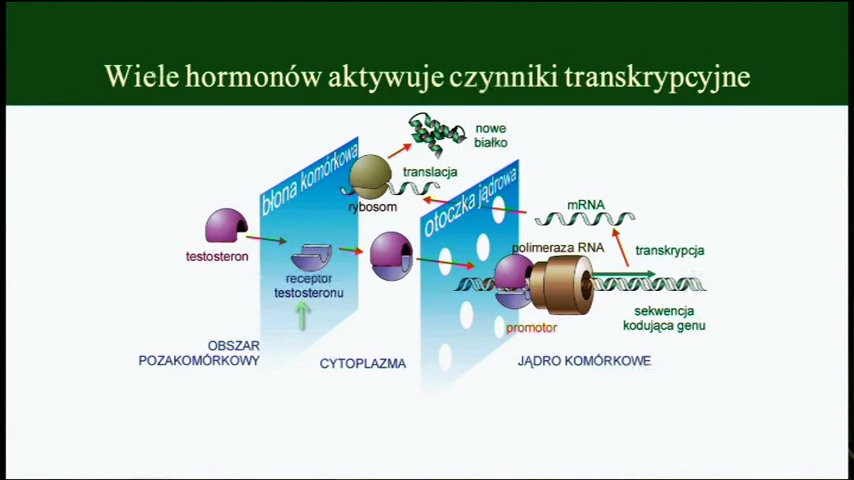 Wiele hormonów aktywuje czynniki transkrypcyjne
nowe
białko
błona komórkowa
translacja
rybosom
otoczka jądrowa
mRNA
testosteron
polimeraza RNA
transkrypcja
receptor
testosteronu
sekwencja
kodująca genu
promotor
OBSZAR
POZAKOMÓRKOWY
CYTOPLAZMA
JĄDRO KOMÓRKOWE